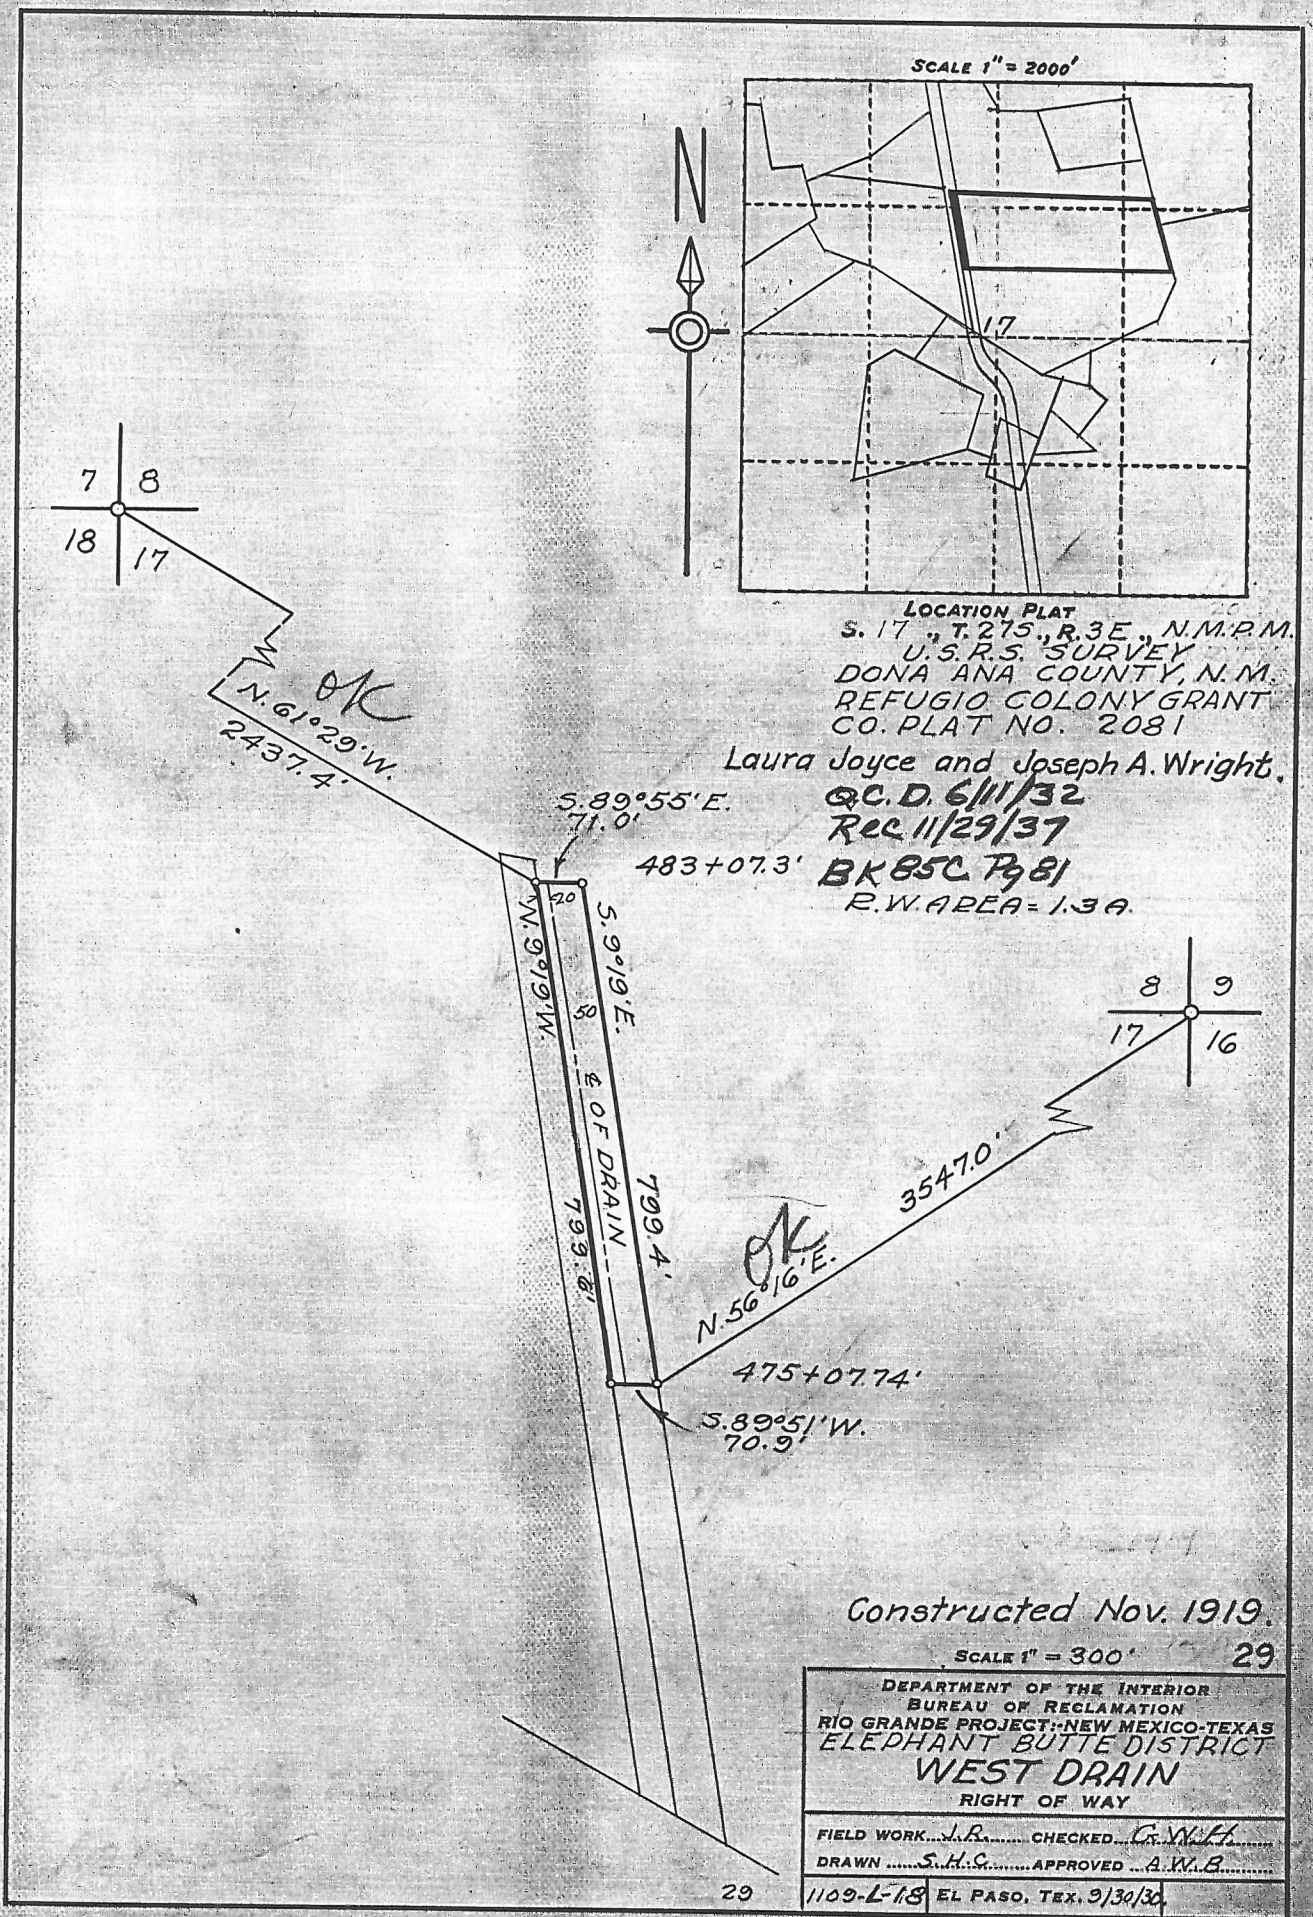 SCALE 1" = 2000'
N
17
LOCATION PLAT
S. 17 ., T. 27S., R. 3E ., N.M.P.M.
U.S.R.S. SURVEY
DONA ANA COUNTY, N. M.
REFUGIO COLONY GRANT
CO. PLAT NO. 2081
Laura Joyce and Joseph A. Wright.
Q.C.D. 6/11/32
Rec 11/29/37
BK 85C Pg 81
R.W. AREA = 1.3 A.
7 8
18 17
OK
N. 61°29' W.
2437.4'
S. 89°55' E.
71.0'
483+07.3'
20
N. 9°19' W.
S. 9°19' E.
50
℄ OF DRAIN
799.6'
799.4'
8 9
17 16
3547.0'
OK
N. 56°16' E.
475+07.74'
S. 89°51' W.
70.9'
Constructed Nov. 1919.
SCALE 1" = 300'
29
DEPARTMENT OF THE INTERIOR
BUREAU OF RECLAMATION
RIO GRANDE PROJECT:-NEW MEXICO-TEXAS
ELEPHANT BUTTE DISTRICT
WEST DRAIN
RIGHT OF WAY
FIELD WORK...J.R....... CHECKED...G.W.H.......
DRAWN ......S.H.C.......APPROVED ...A.W.B..........
1109-L-18 EL PASO, TEX. 9/30/30.
29